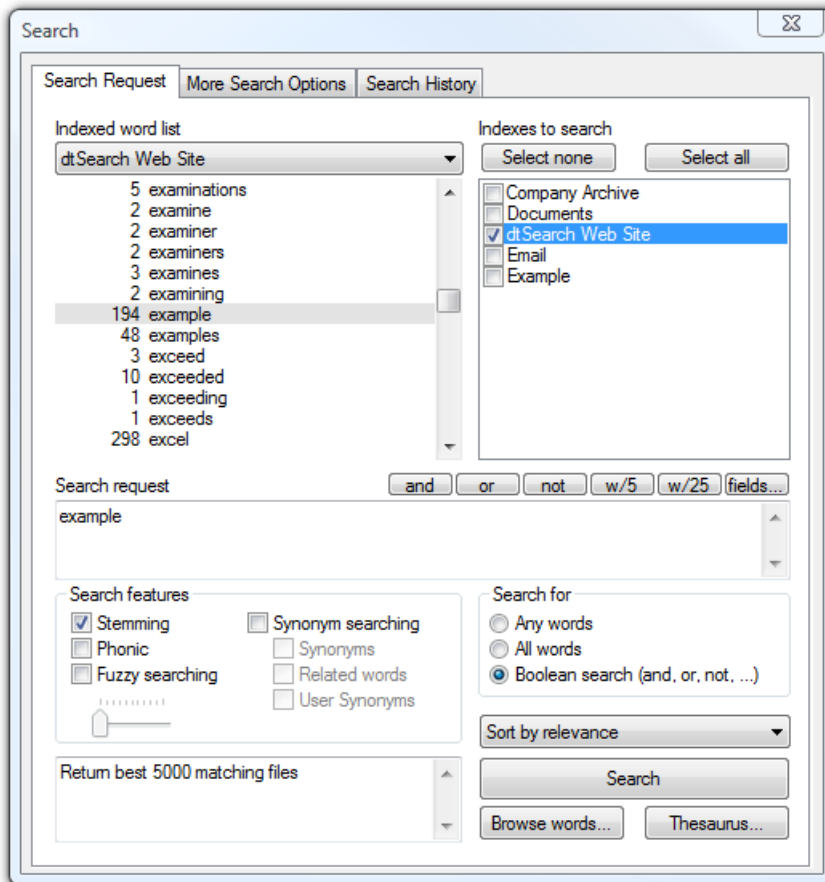 Search
Search Request More Search Options Search History
Indexed word list
dtSearch Web Site
5 examinations
2 examine
2 examiner
2 examiners
3 examines
2 examining
194 example
48 examples
3 exceed
10 exceeded
1 exceeding
1 exceeds
298 excel
Indexes to search
Select none Select all
Company Archive
Documents
dtSearch Web Site
Email
Example
Search request
and or not w/5 w/25 fields...
example
Search features
Stemming
Phonic
Fuzzy searching
Synonym searching
Synonyms
Related words
User Synonyms
Search for
Any words
All words
Boolean search (and, or, not, ...)
Sort by relevance
Return best 5000 matching files
Search
Browse words... Thesaurus...